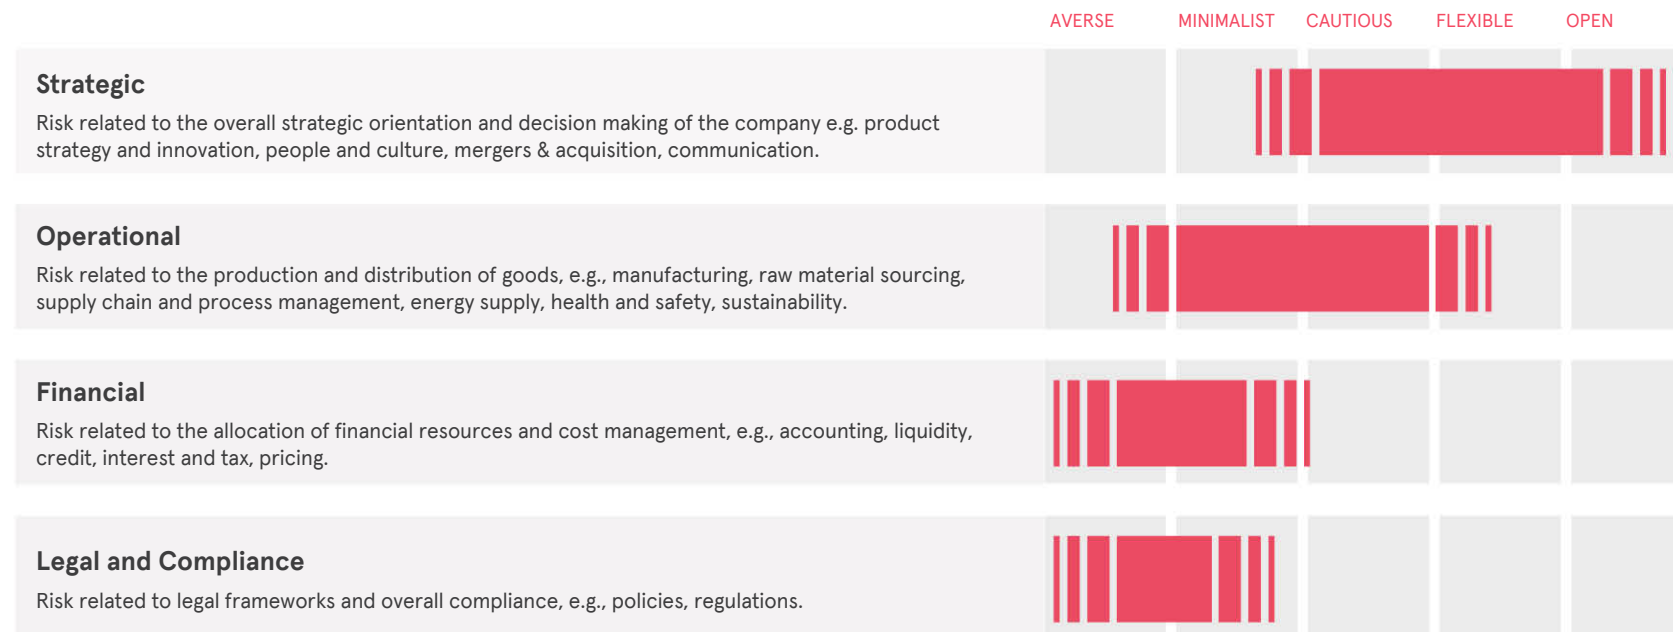 AVERSE MINIMALIST CAUTIOUS FLEXIBLE OPEN
Strategic
Risk related to the overall strategic orientation and decision making of the company e.g. product
strategy and innovation, people and culture, mergers & acquisition, communication.
Operational
Risk related to the production and distribution of goods, e.g., manufacturing, raw material sourcing,
supply chain and process management, energy supply, health and safety, sustainability.
Financial
Risk related to the allocation of financial resources and cost management, e.g., accounting, liquidity,
credit, interest and tax, pricing.
Legal and Compliance
Risk related to legal frameworks and overall compliance, e.g., policies, regulations.